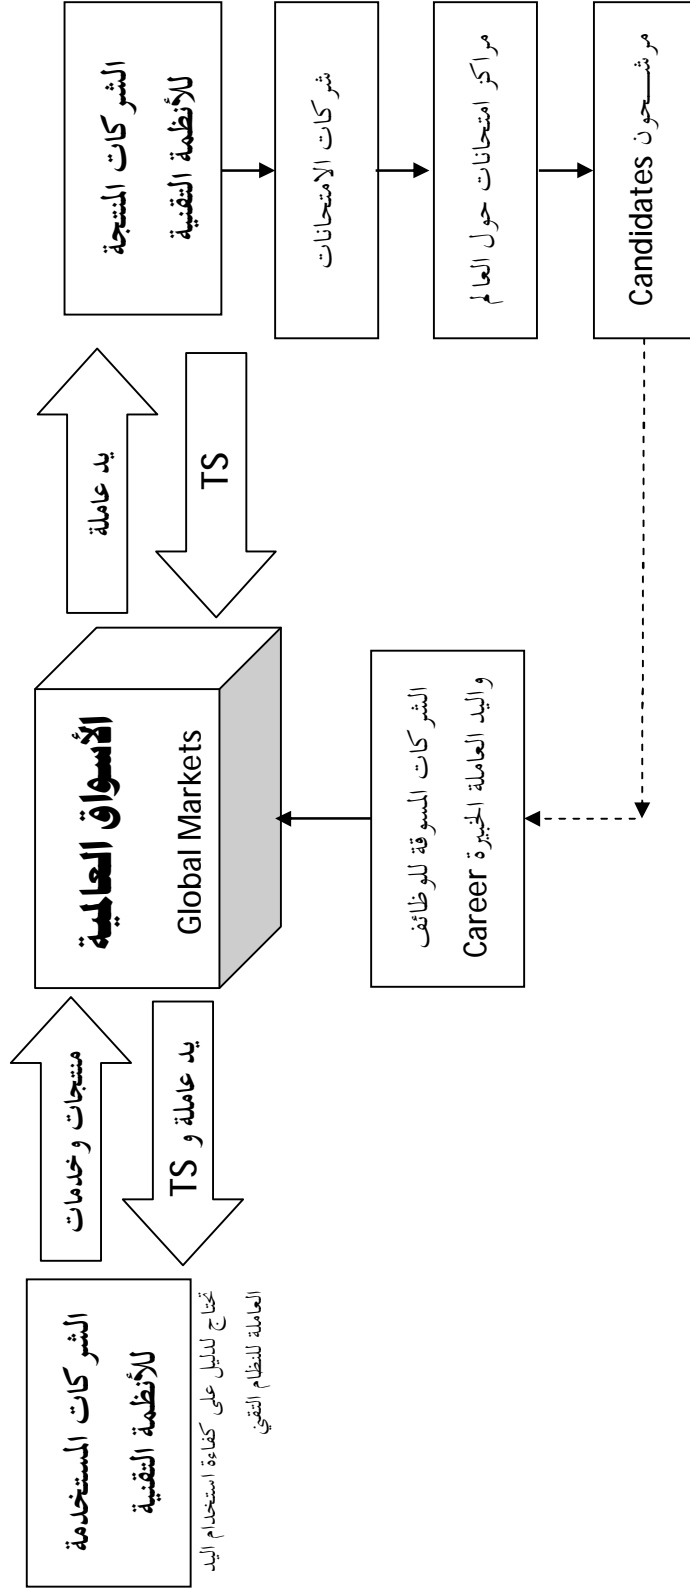 الشركات المستخدمة
للأنظمة التقنية
تحتاج لدليل على كفاءة استخدام اليد
العاملة للنظام التقني
منتجات وخدمات
يد عاملة و TS
الأسواق العالمية
Global Markets
يد عاملة
TS
الشركات المنتجة
للأنظمة التقنية
شركات الامتحانات
مراكز امتحانات حول العالم
مرشحون Candidates
الشركات المسوقة للوظائف
واليد العاملة الخبيرة Career